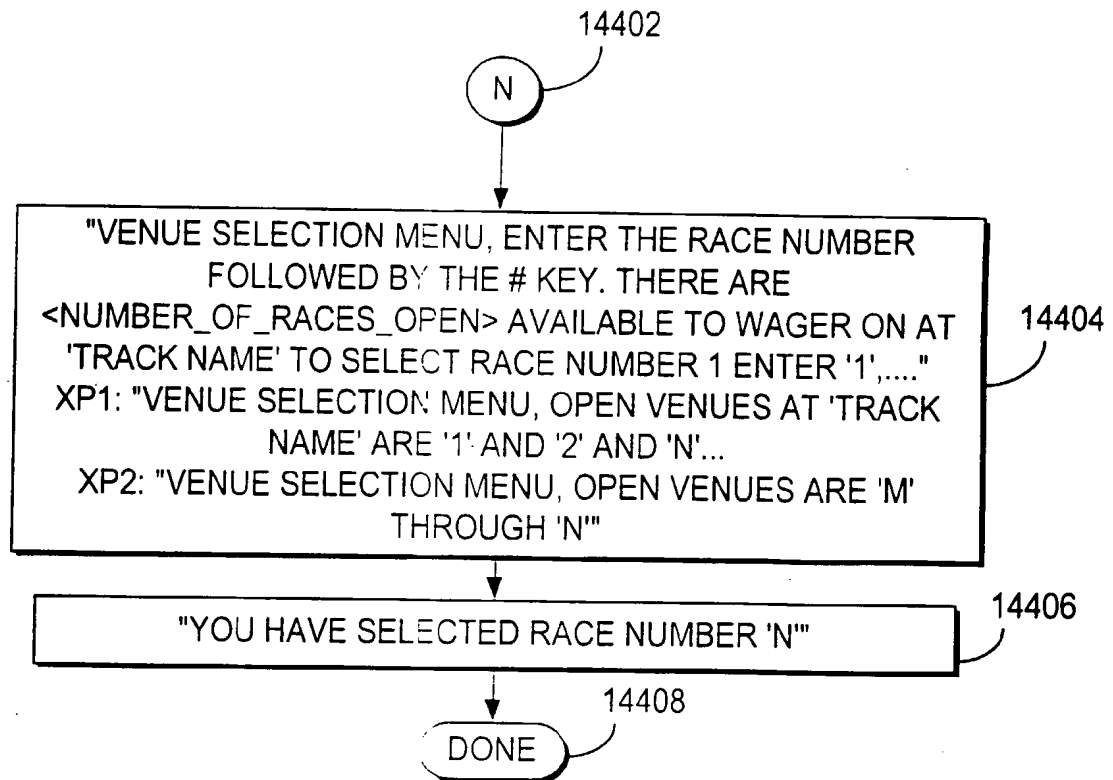 14402
N
"VENUE SELECTION MENU, ENTER THE RACE NUMBER
FOLLOWED BY THE # KEY. THERE ARE
<NUMBER_OF_RACES_OPEN> AVAILABLE TO WAGER ON AT
'TRACK NAME' TO SELECT RACE NUMBER 1 ENTER '1',...."
XP1: "VENUE SELECTION MENU, OPEN VENUES AT 'TRACK
NAME' ARE '1' AND '2' AND 'N'...
XP2: "VENUE SELECTION MENU, OPEN VENUES ARE 'M'
THROUGH 'N'"
14404
"YOU HAVE SELECTED RACE NUMBER 'N'"
14406
14408
DONE